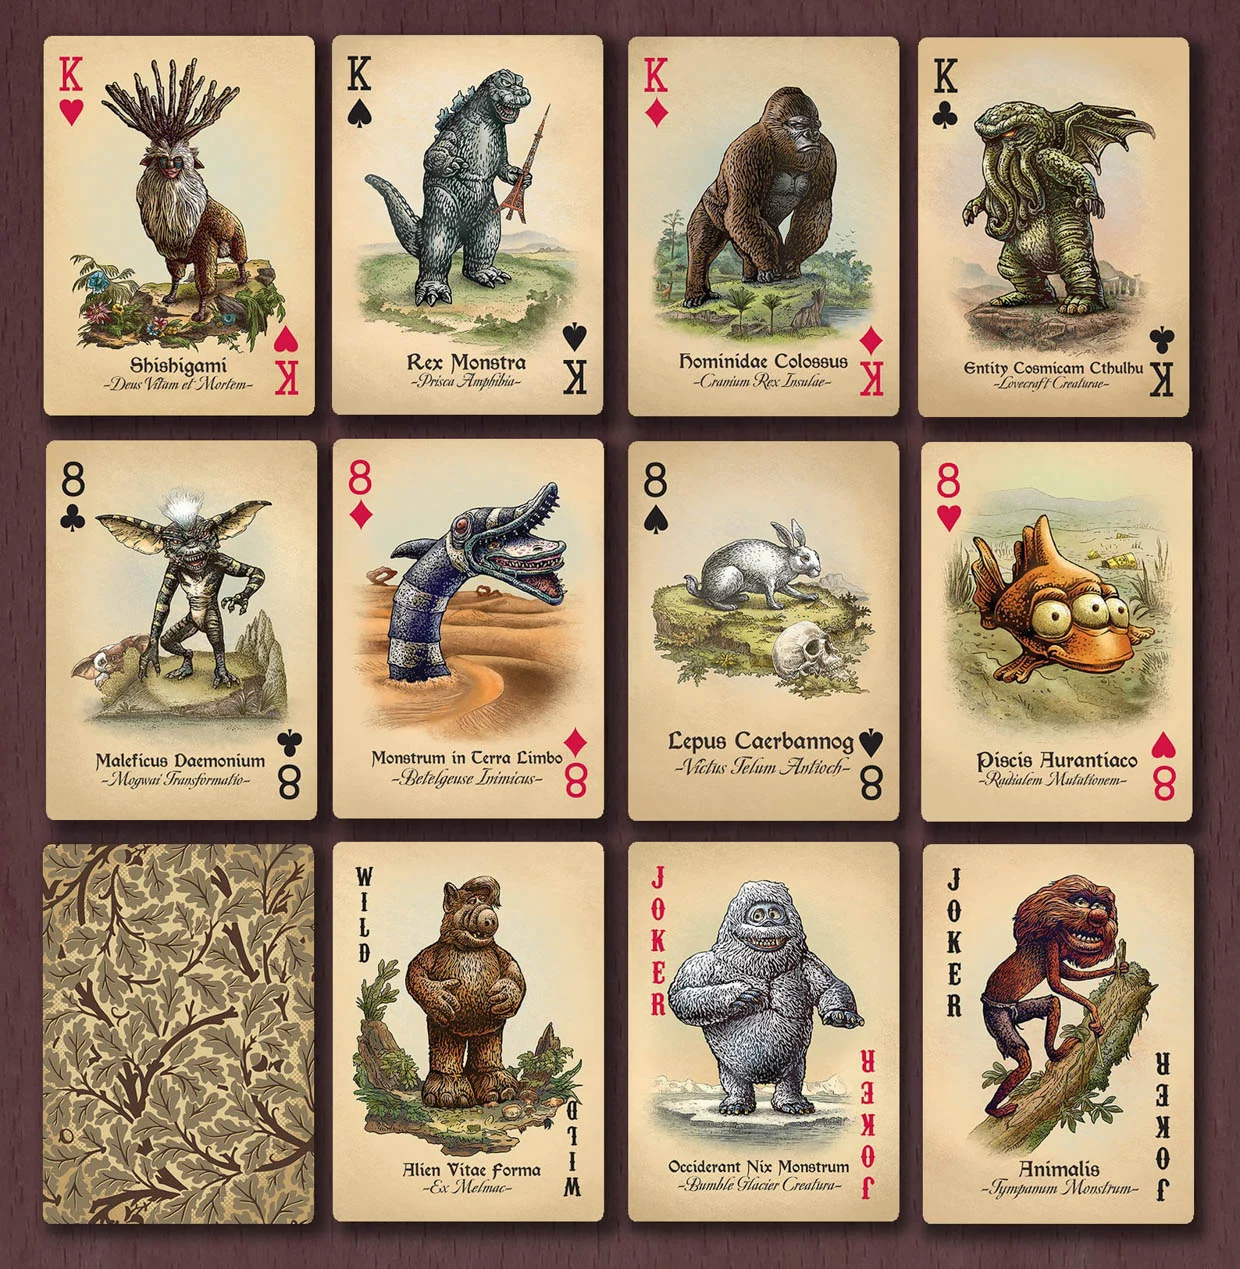 K
Shishigami
~Deus Vitam et Mortem~
K
K
Rex Monstra
~Prisca Amphibia~
K
K
Hominidae Colossus
~Cranium Rex Insulae~
K
K
Entity Cosmicam Cthulhu
~Lovecraft Creaturae~
K
8
Maleficus Daemonium
~Mogwai Transformatio~
8
8
Monstrum in Terra Limbo
~Betelgeuse Inimicus~
8
8
Lepus Caerbannog
~Victus Telum Antioch~
8
8
Piscis Aurantiaco
~Radialem Mutationem~
8
WILD
Alien Vitae Forma
~Ex Melmac~
WILD
JOKER
Occiderant Nix Monstrum
~Bumble Glacier Creatura~
JOKER
JOKER
Animalis
~Tympanum Monstrum~
JOKER